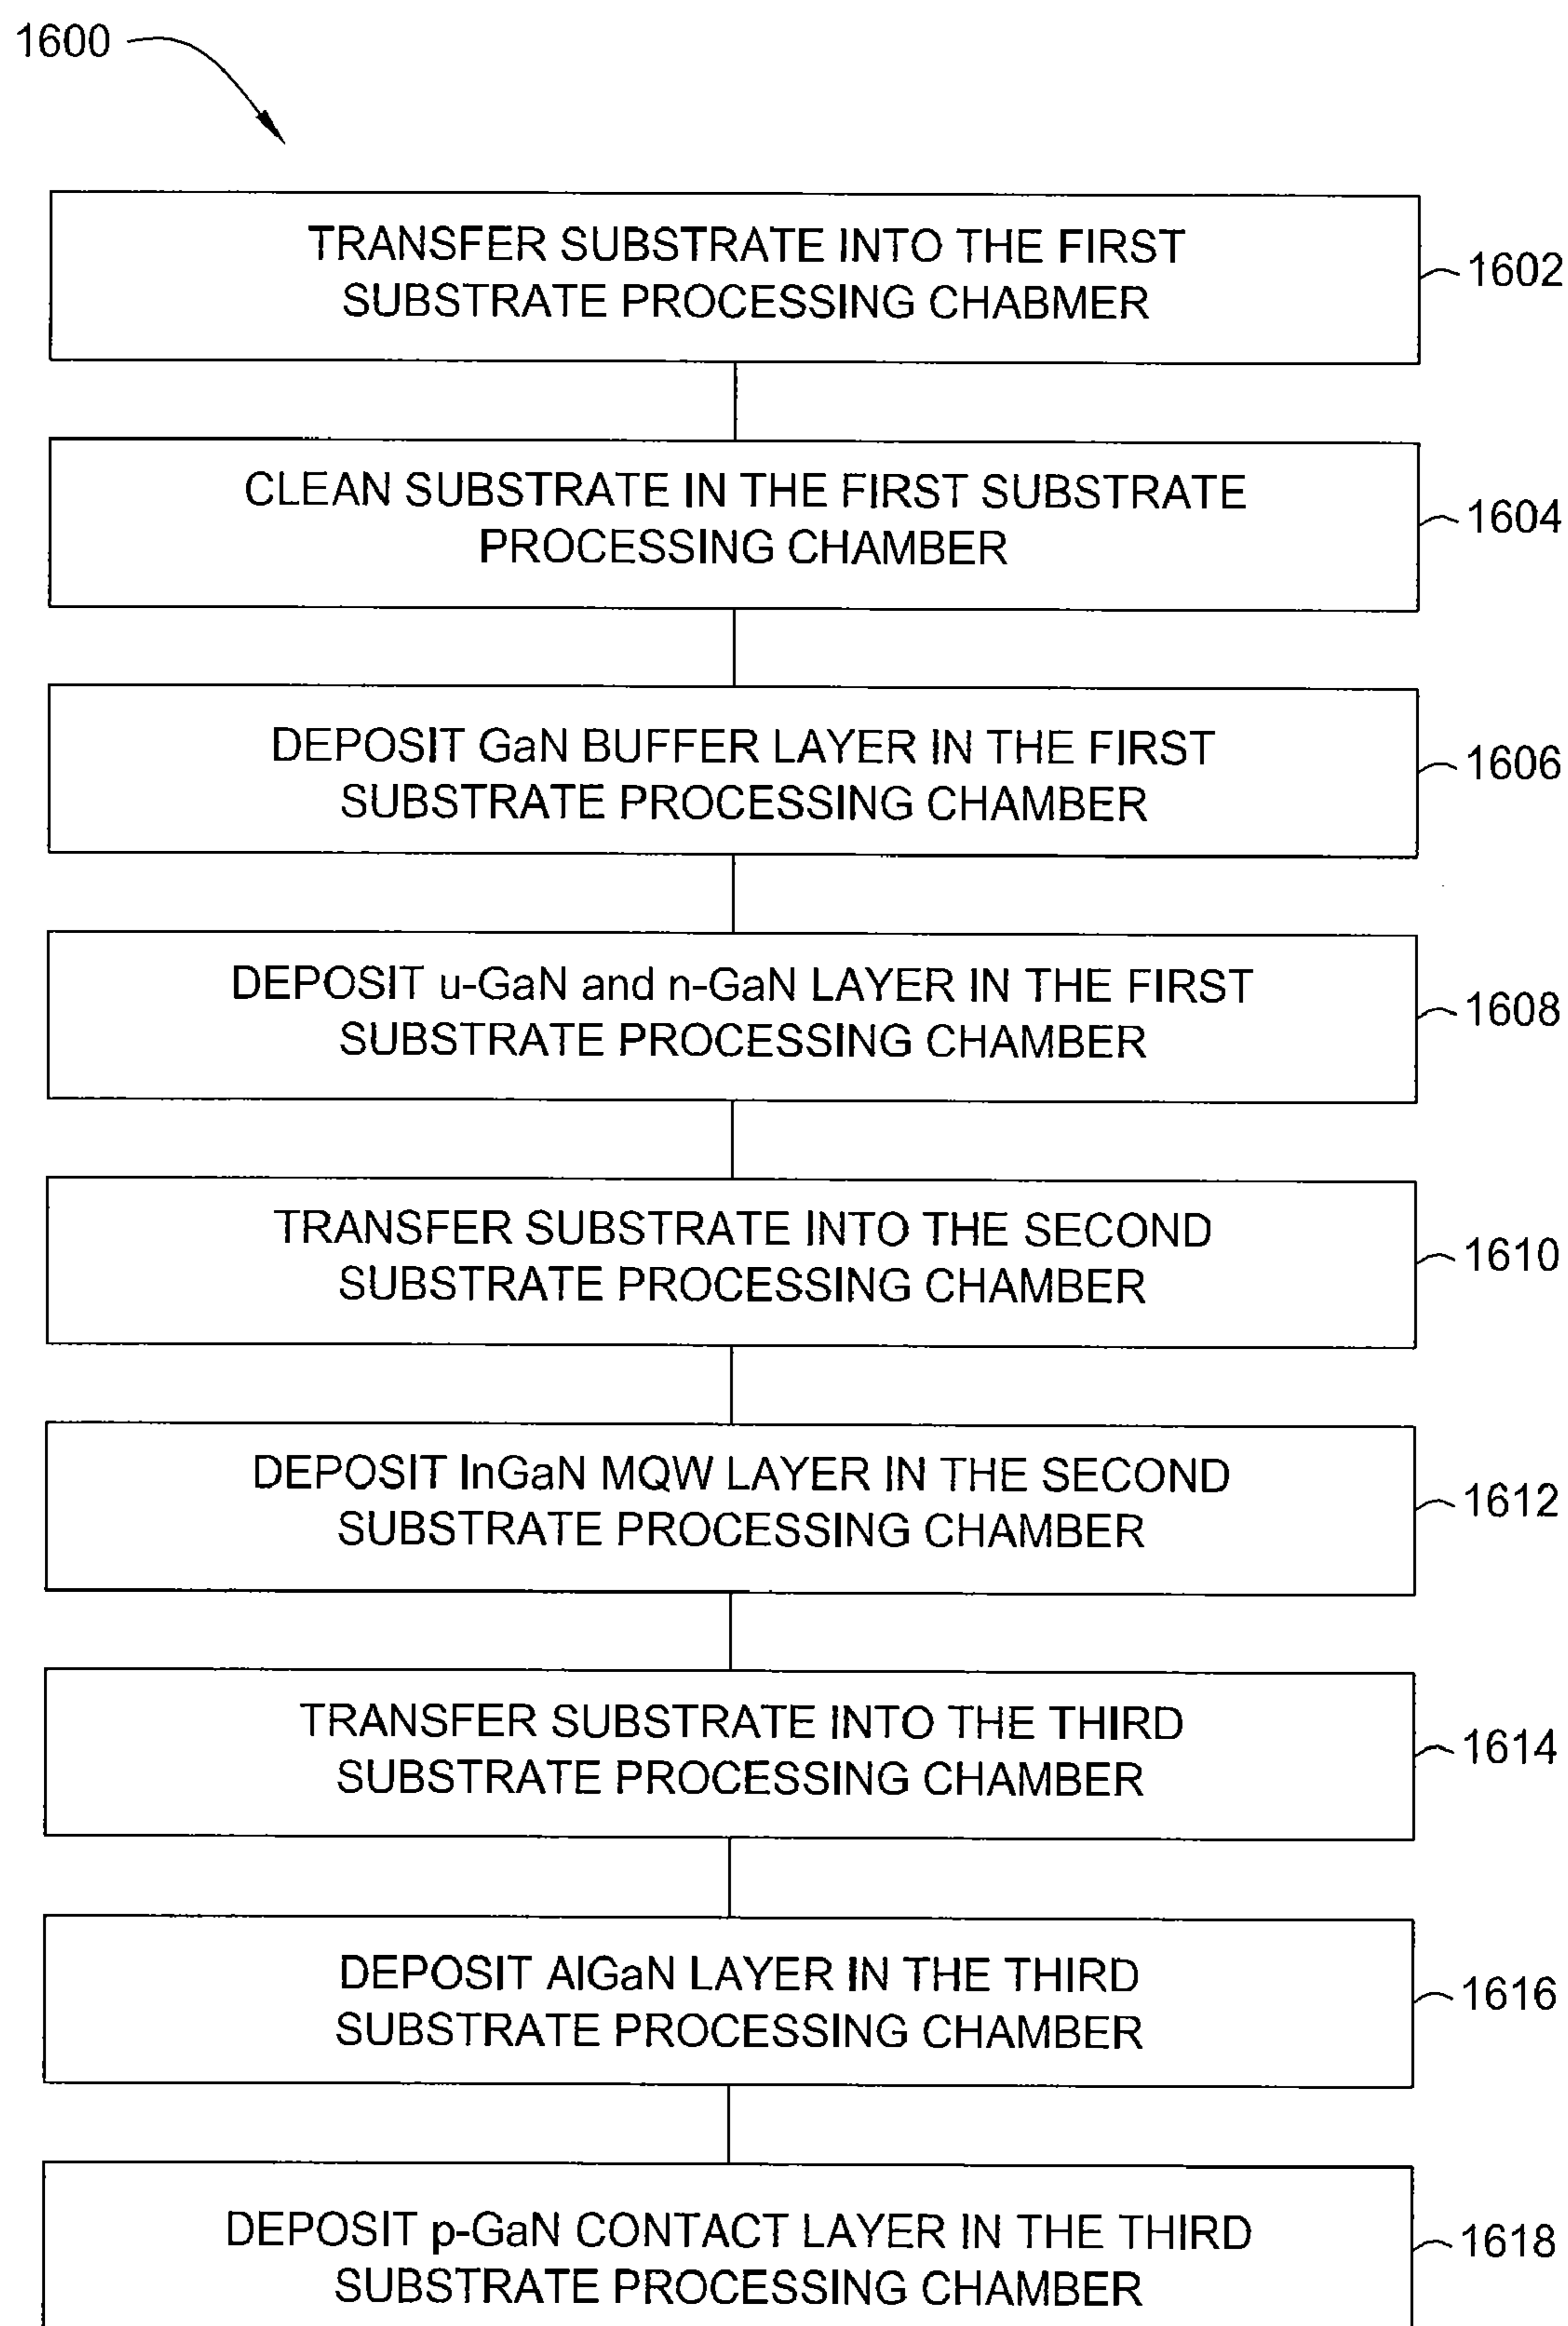 1600
TRANSFER SUBSTRATE INTO THE FIRST
SUBSTRATE PROCESSING CHABMER
1602
CLEAN SUBSTRATE IN THE FIRST SUBSTRATE
PROCESSING CHAMBER
1604
DEPOSIT GaN BUFFER LAYER IN THE FIRST
SUBSTRATE PROCESSING CHAMBER
1606
DEPOSIT u-GaN and n-GaN LAYER IN THE FIRST
SUBSTRATE PROCESSING CHAMBER
1608
TRANSFER SUBSTRATE INTO THE SECOND
SUBSTRATE PROCESSING CHAMBER
1610
DEPOSIT InGaN MQW LAYER IN THE SECOND
SUBSTRATE PROCESSING CHAMBER
1612
TRANSFER SUBSTRATE INTO THE THIRD
SUBSTRATE PROCESSING CHAMBER
1614
DEPOSIT AlGaN LAYER IN THE THIRD
SUBSTRATE PROCESSING CHAMBER
1616
DEPOSIT p-GaN CONTACT LAYER IN THE THIRD
SUBSTRATE PROCESSING CHAMBER
1618